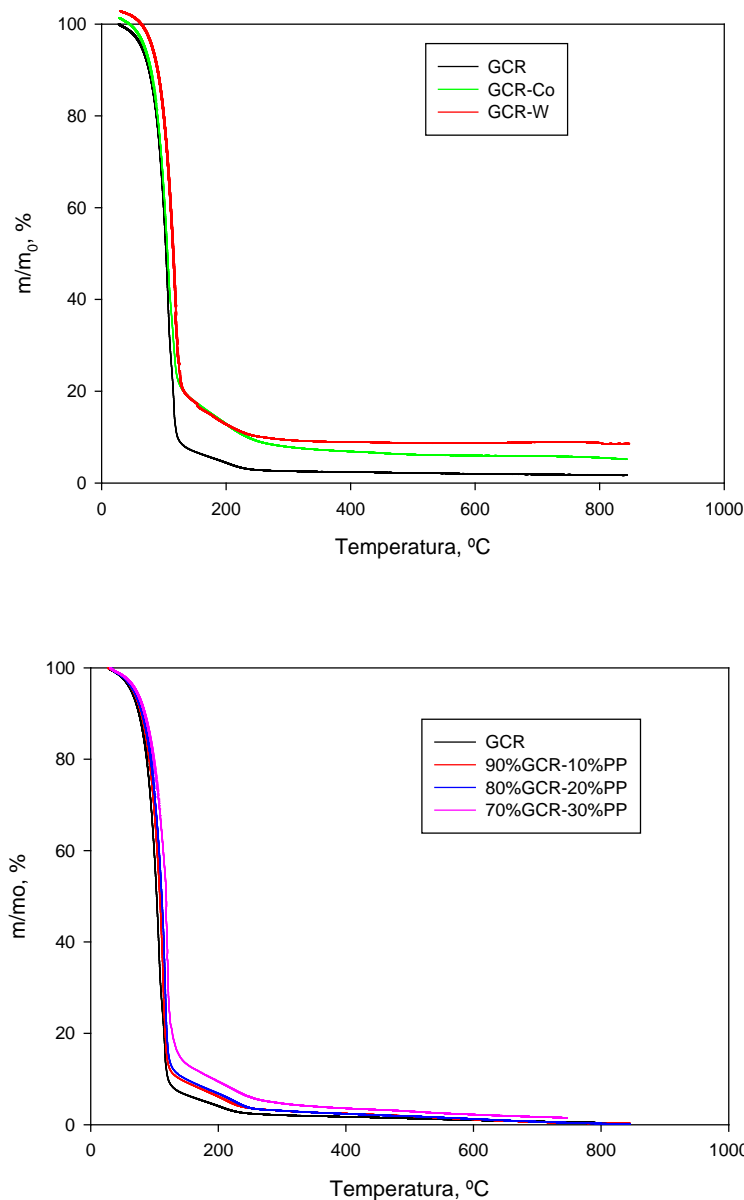 100
80
60
40
20
0
m/m0, %
GCR
GCR-Co
GCR-W
0 200 400 600 800 1000
Temperatura, ºC
100
80
60
40
20
0
m/mo, %
GCR
90%GCR-10%PP
80%GCR-20%PP
70%GCR-30%PP
0 200 400 600 800 1000
Temperatura, ºC